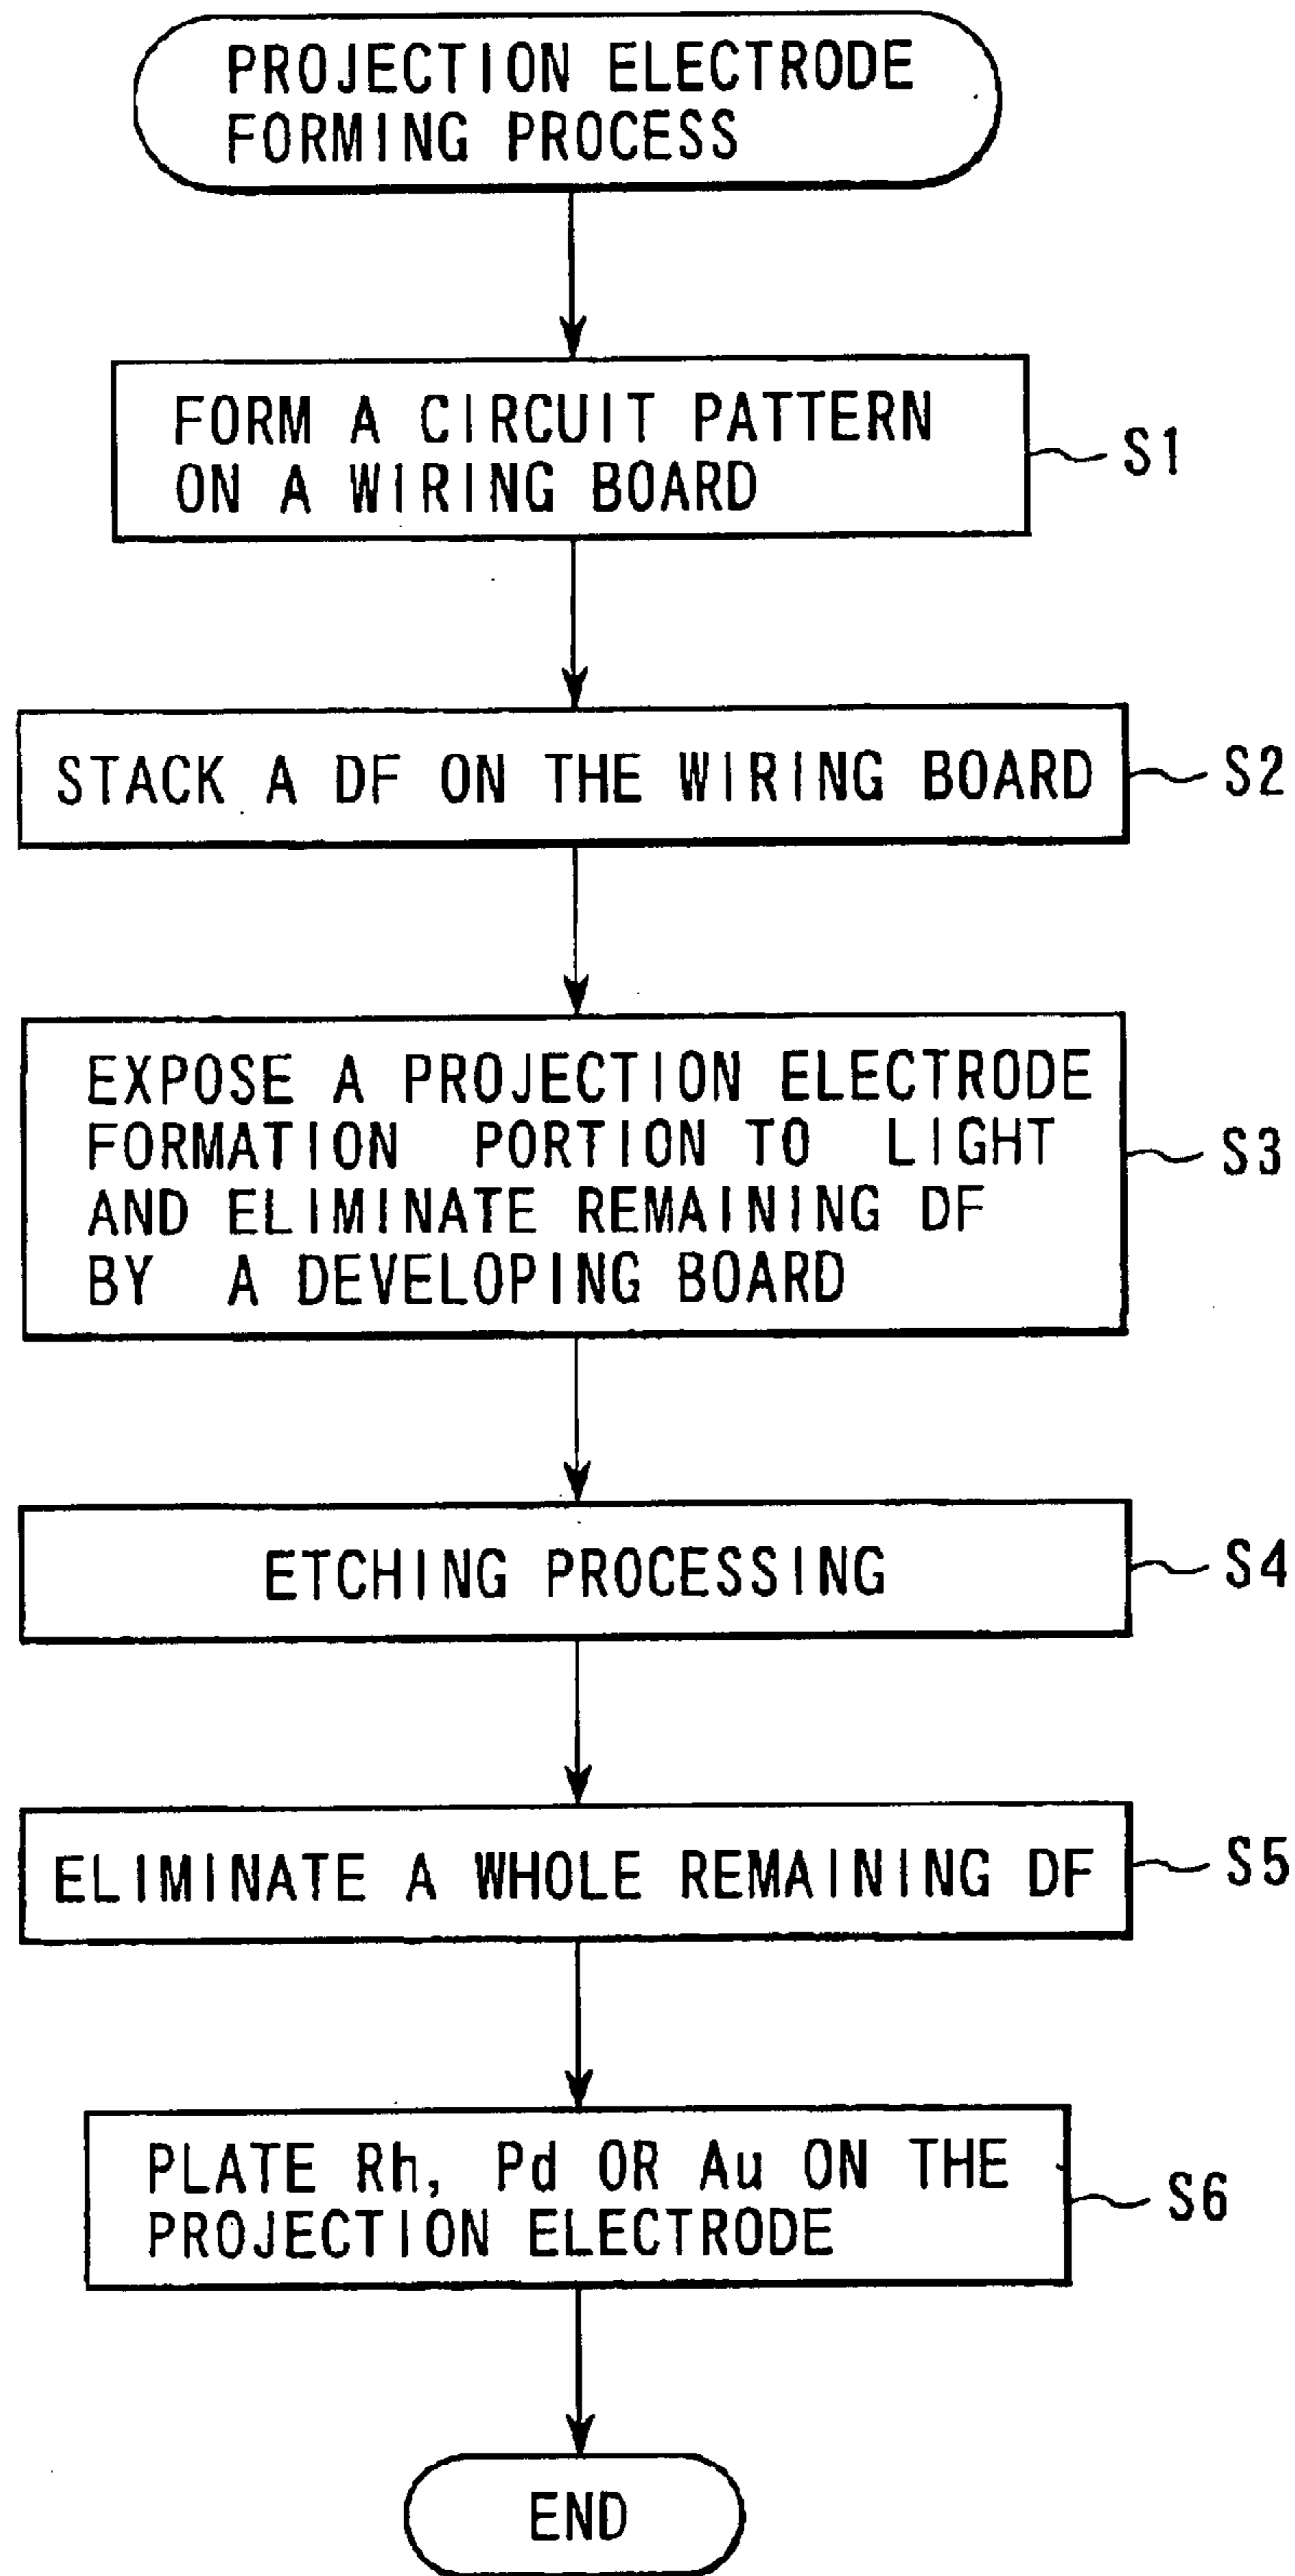 PROJECTION ELECTRODE
FORMING PROCESS
FORM A CIRCUIT PATTERN
ON A WIRING BOARD
S1
STACK A DF ON THE WIRING BOARD
S2
EXPOSE A PROJECTION ELECTRODE
FORMATION PORTION TO LIGHT
AND ELIMINATE REMAINING DF
BY A DEVELOPING BOARD
S3
ETCHING PROCESSING
S4
ELIMINATE A WHOLE REMAINING DF
S5
PLATE Rh, Pd OR Au ON THE
PROJECTION ELECTRODE
S6
END